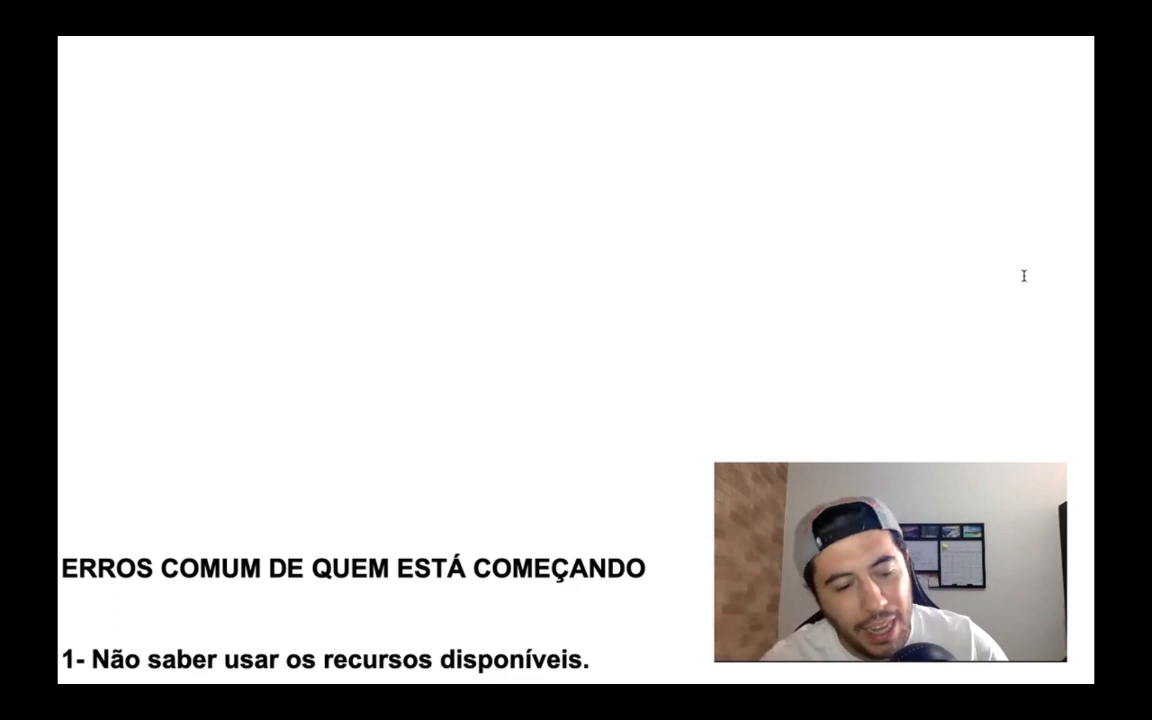 ERROS COMUM DE QUEM ESTÁ COMEÇANDO
1- Não saber usar os recursos disponíveis.